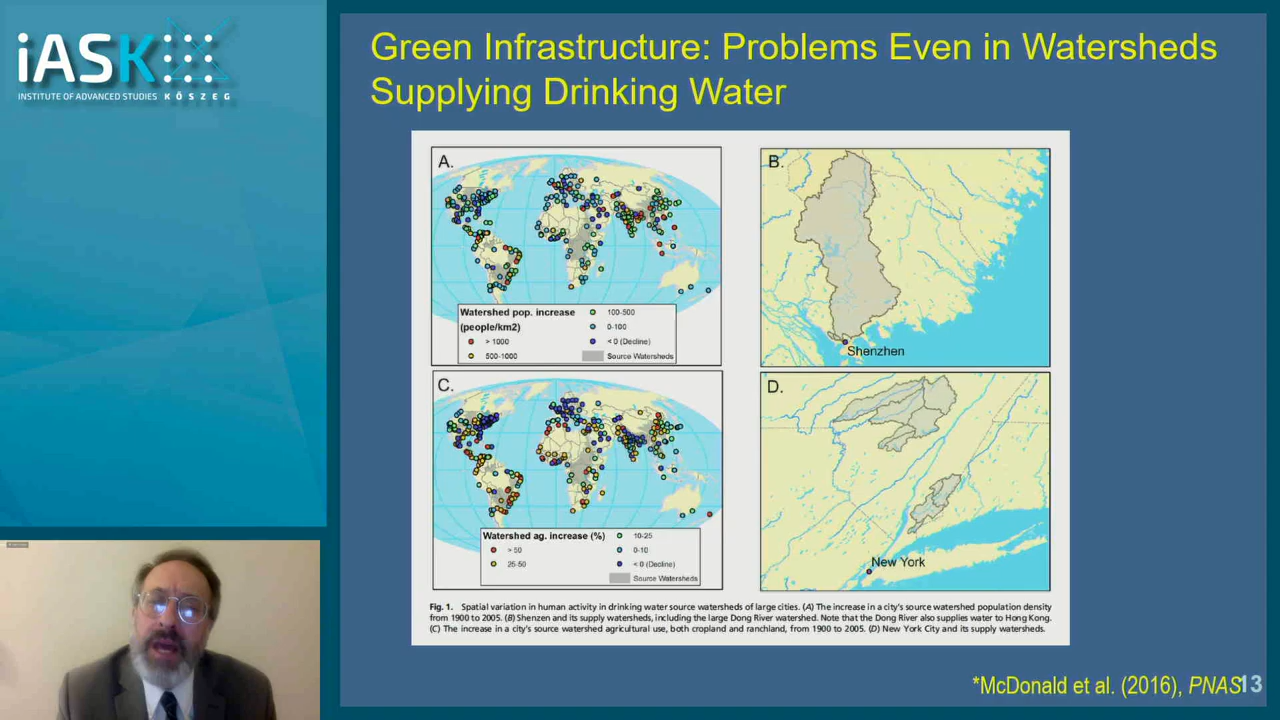 iASK
INSTITUTE OF ADVANCED STUDIES KŐSZEG
Green Infrastructure: Problems Even in Watersheds
Supplying Drinking Water
A.
Watershed pop. increase
(people/km2)
> 1000
500-1000
100-500
0-100
< 0 (Decline)
Source Watersheds
B.
Shenzhen
C.
Watershed ag. increase (%)
> 50
25-50
10-25
0-10
< 0 (Decline)
Source Watersheds
D.
New York
Fig. 1. Spatial variation in human activity in drinking water source watersheds of large cities. (A) The increase in a city's source watershed population density
from 1900 to 2005. (B) Shenzen and its supply watersheds, including the large Dong River watershed. Note that the Dong River also supplies water to Hong Kong.
(C) The increase in a city's source watershed agricultural use, both cropland and ranchland, from 1900 to 2005. (D) New York City and its supply watersheds.
*McDonald et al. (2016), PNAS
13